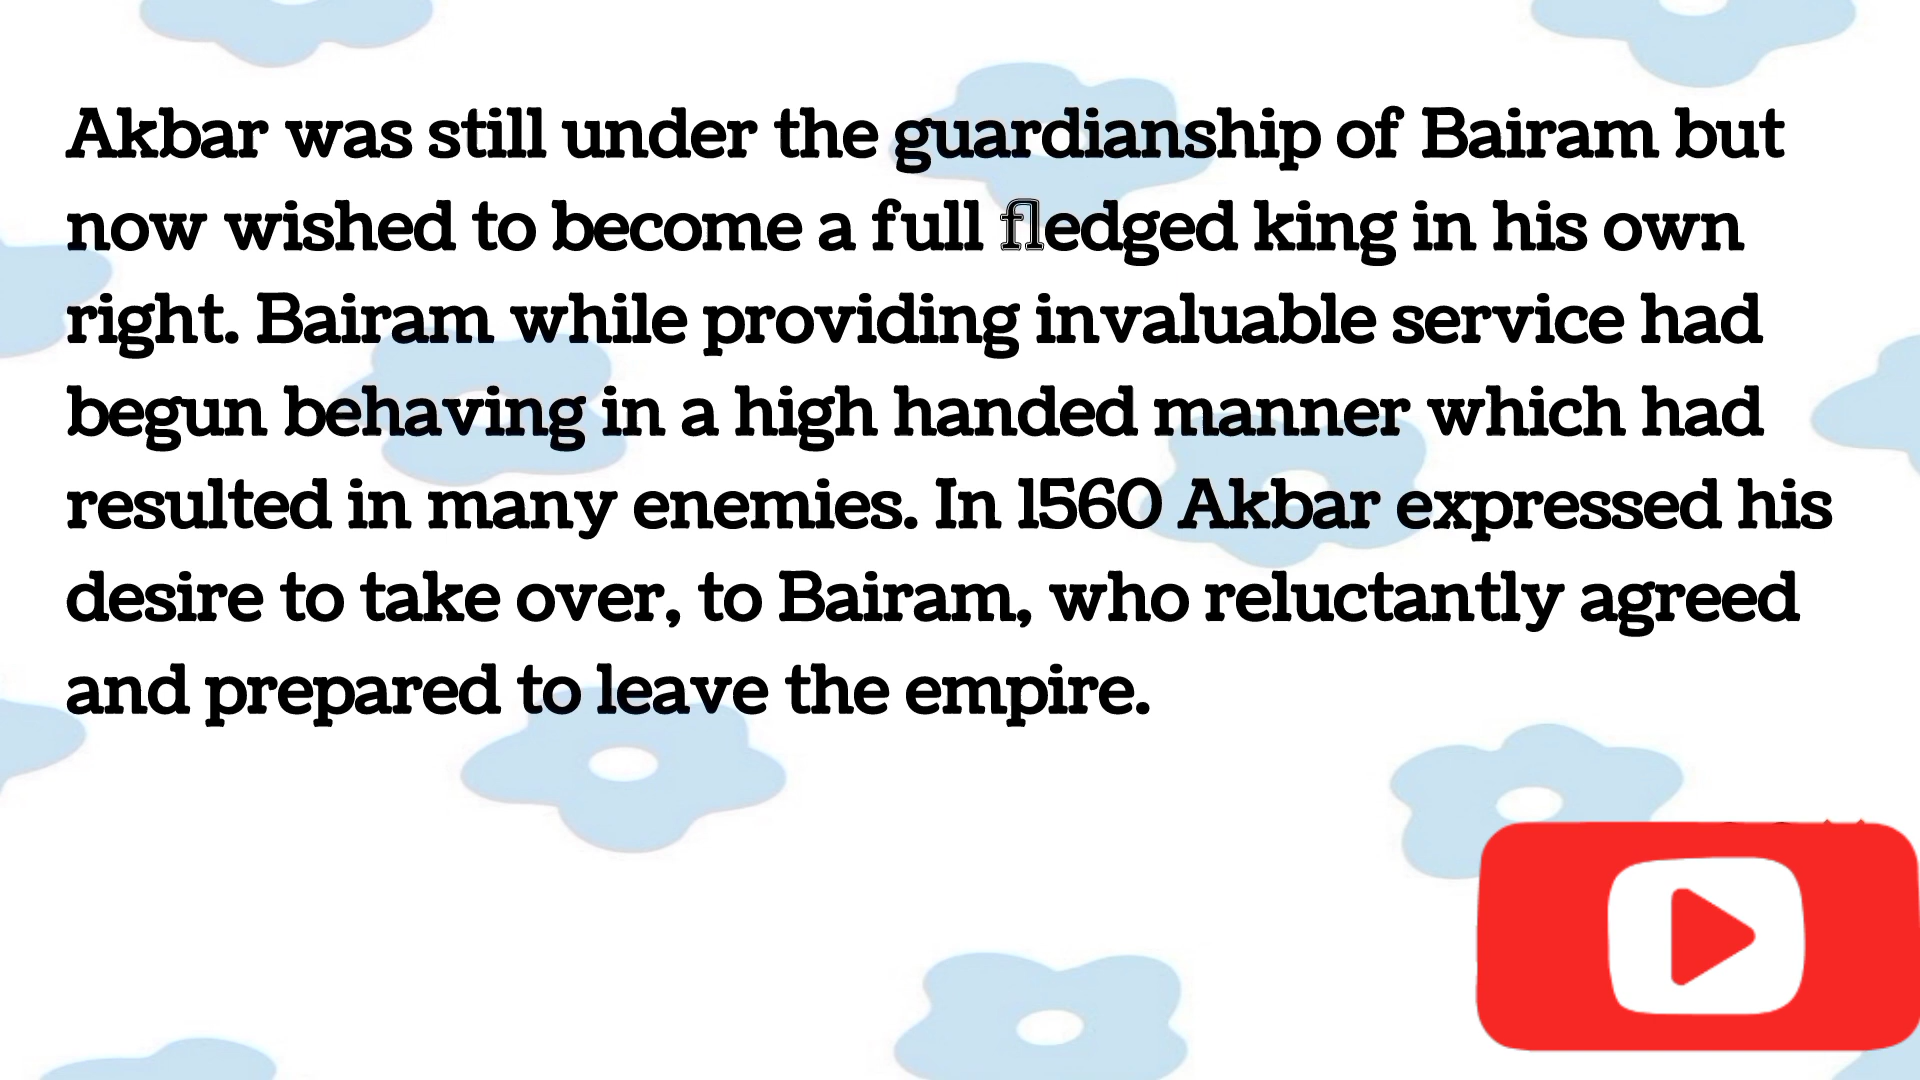 Akbar was still under the guardianship of Bairam but
now wished to become a full fledged king in his own
right. Bairam while providing invaluable service had
begun behaving in a high handed manner which had
resulted in many enemies. In 1560 Akbar expressed his
desire to take over, to Bairam, who reluctantly agreed
and prepared to leave the empire.